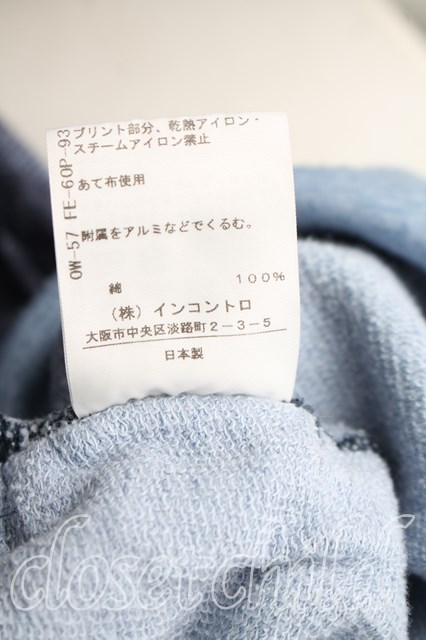 プリント部分、乾熱アイロン・
スチームアイロン禁止
あて布使用
附属をアルミなどでくるむ。
綿 100%
(株)インコントロ
大阪市中央区淡路町2-3-5
日本製
OW-57 FE-60P-93
closetchild